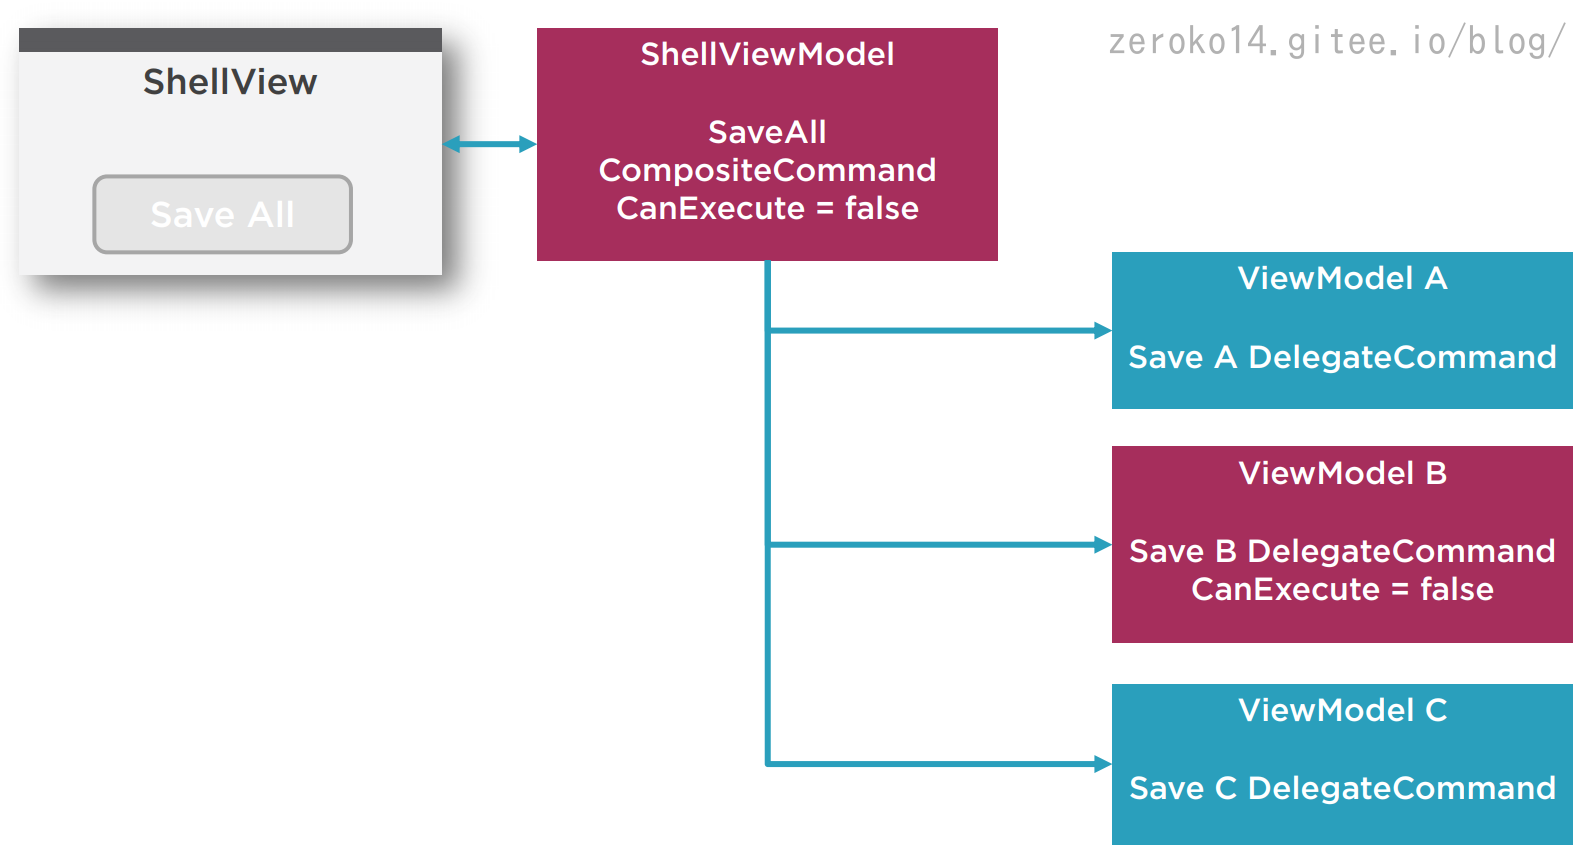 zeroko14.gitee.io/blog/
ShellView
Save All
ShellViewModel
SaveAll
CompositeCommand
CanExecute = false
ViewModel A
Save A DelegateCommand
ViewModel B
Save B DelegateCommand
CanExecute = false
ViewModel C
Save C DelegateCommand